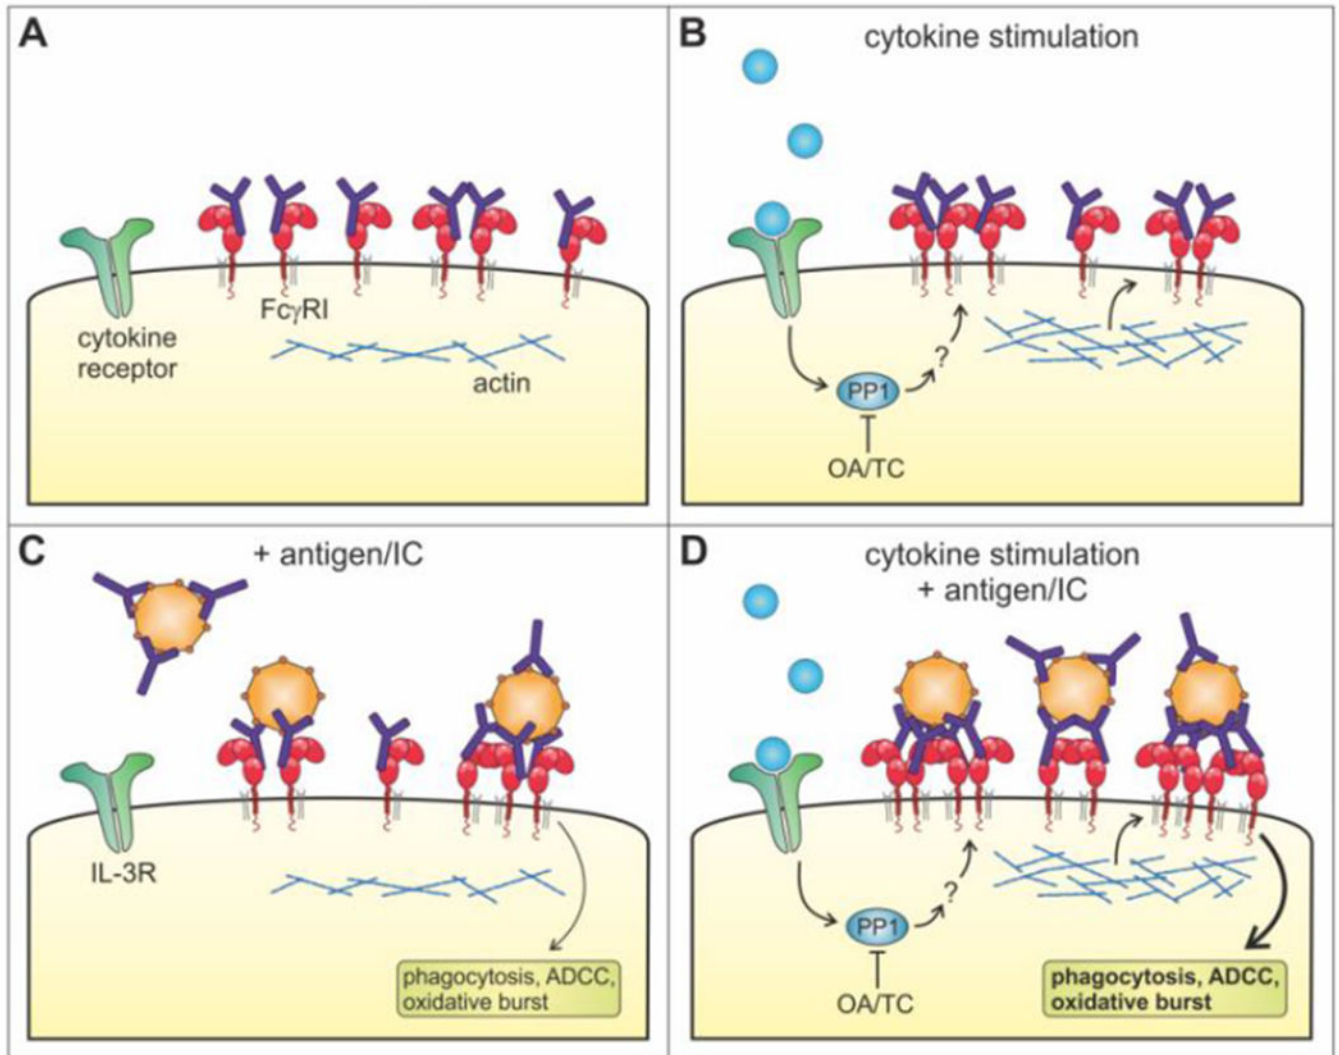 A
cytokine
receptor
FcγRI
actin
B
cytokine stimulation
PP1
?
OA/TC
C
+ antigen/IC
IL-3R
phagocytosis, ADCC,
oxidative burst
D
cytokine stimulation
+ antigen/IC
PP1
?
OA/TC
phagocytosis, ADCC,
oxidative burst